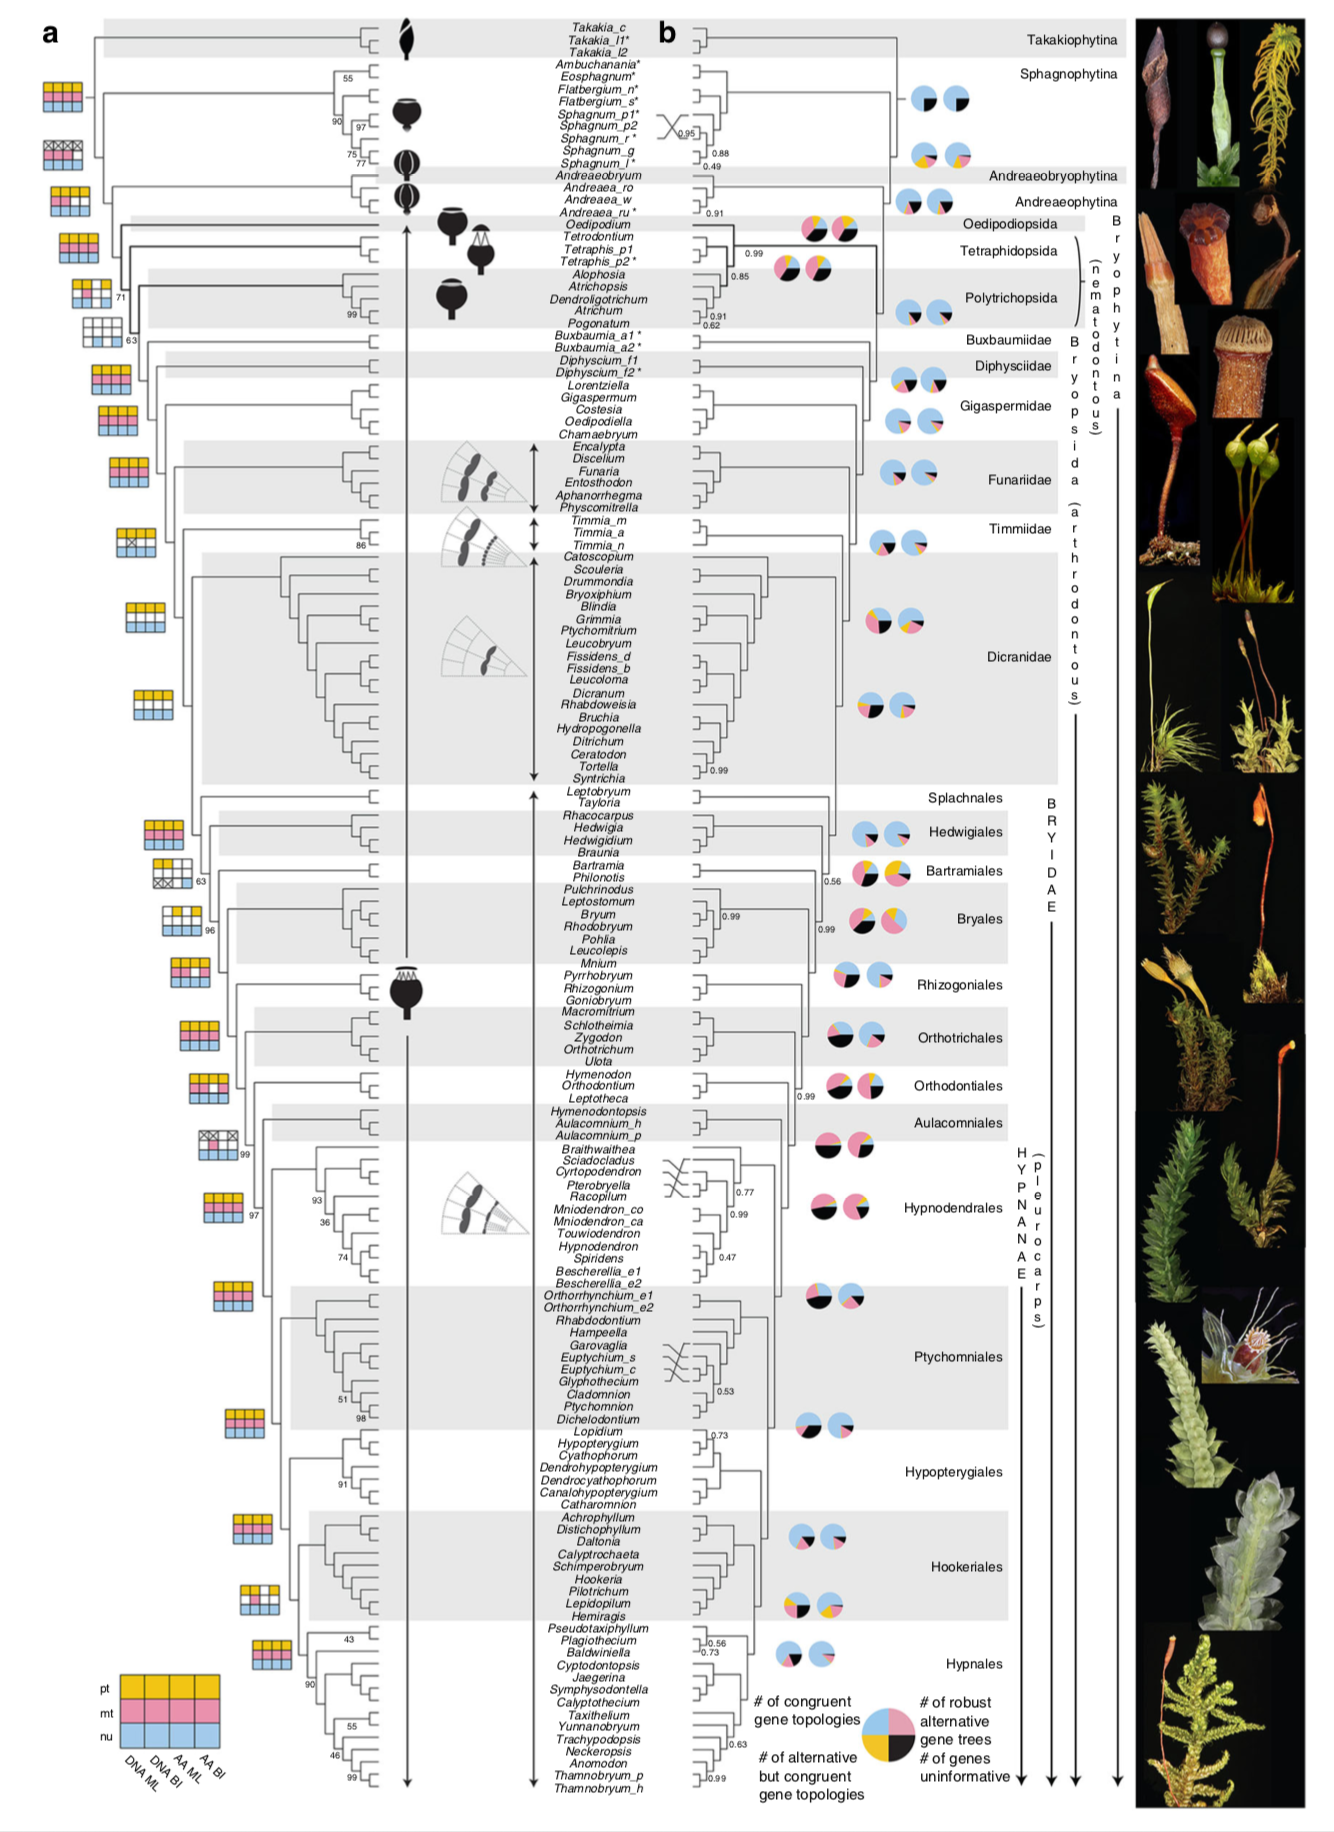 a
b
Takakia_c
Takakia_l1*
Takakia_l2
Ambuchanania*
Eosphagnum*
Flatbergium_n*
Flatbergium_s*
Sphagnum_p1*
Sphagnum_p2
Sphagnum_r *
Sphagnum_g
Sphagnum_l *
Andreaeobryum
Andreaea_ro
Andreaea_w
Andreaea_ru *
Oedipodium
Tetrodontium
Tetraphis_p1
Tetraphis_p2 *
Alophosia
Atrichopsis
Dendroligotrichum
Atrichum
Pogonatum
Buxbaumia_a1 *
Buxbaumia_a2 *
Diphyscium_f1
Diphyscium_f2 *
Lorentziella
Gigaspermum
Costesia
Oedipodiella
Chamaebryum
Encalypta
Discelium
Funaria
Entosthodon
Aphanorrhegma
Physcomitrella
Timmia_m
Timmia_a
Timmia_n
Catoscopium
Scouleria
Drummondia
Bryoxiphium
Blindia
Grimmia
Ptychomitrium
Leucobryum
Fissidens_d
Fissidens_b
Leucoloma
Dicranum
Rhabdoweisia
Bruchia
Hydropogonella
Ditrichum
Ceratodon
Tortella
Syntrichia
Leptobryum
Tayloria
Rhacocarpus
Hedwigia
Hedwigidium
Braunia
Bartramia
Philonotis
Pulchrinodus
Leptostomum
Bryum
Rhodobryum
Pohlia
Leucolepis
Mnium
Pyrrhobryum
Rhizogonium
Goniobryum
Macromitrium
Schlotheimia
Zygodon
Orthotrichum
Ulota
Hymenodon
Orthodontium
Leptotheca
Hymenodontopsis
Aulacomnium_h
Aulacomnium_p
Braithwaithea
Sciadocladus
Cyrtopodendron
Pterobryella
Racopilum
Mniodendron_co
Mniodendron_ca
Touwiodendron
Hypnodendron
Spiridens
Bescherellia_e1
Bescherellia_e2
Orthorrhynchium_e1
Orthorrhynchium_e2
Rhabdodontium
Hampeella
Garovaglia
Euptychium_s
Euptychium_c
Glyphothecium
Cladomnion
Ptychomnion
Dichelodontium
Lopidium
Hypopterygium
Cyathophorum
Dendrohypopterygium
Dendrocyathophorum
Canalohypopterygium
Catharomnion
Achrophyllum
Distichophyllum
Daltonia
Calyptrochaeta
Schimperobryum
Hookeria
Pilotrichum
Lepidopilum
Hemiragis
Pseudotaxiphyllum
Plagiothecium
Baldwiniella
Cyptodontopsis
Jaegerina
Symphysodontella
Calyptothecium
Taxithelium
Yunnanobryum
Trachypodopsis
Neckeropsis
Anomodon
Thamnobryum_p
Thamnobryum_h
55
90
97
75
77
71
99
63
86
63
96
99
93
36
97
74
51
98
91
43
90
55
46
99
0.95
0.88
0.49
0.91
0.99
0.85
0.91
0.62
0.99
0.56
0.99
0.99
0.99
0.77
0.99
0.47
0.53
0.73
0.56
0.73
0.63
0.99
Takakiophytina
Sphagnophytina
Andreaeobryophytina
Andreaeophytina
Oedipodiopsida
Tetraphidopsida
Polytrichopsida
Buxbaumiidae
Diphysciidae
Gigaspermidae
Funariidae
Timmiidae
Dicranidae
Splachnales
Hedwigiales
Bartramiales
Bryales
Rhizogoniales
Orthotrichales
Orthodontiales
Aulacomniales
Hypnodendrales
Ptychomniales
Hypopterygiales
Hookeriales
Hypnales
Bryophytina
(nematodontous)
Bryopsida (arthrodontous)
BRYIDAE
HYPNANAE
(pleurocarps)
pt
mt
nu
DNA ML
DNA BI
AA ML
AA BI
# of congruent
gene topologies
# of robust
alternative
gene trees
# of alternative
but congruent
gene topologies
# of genes
uninformative